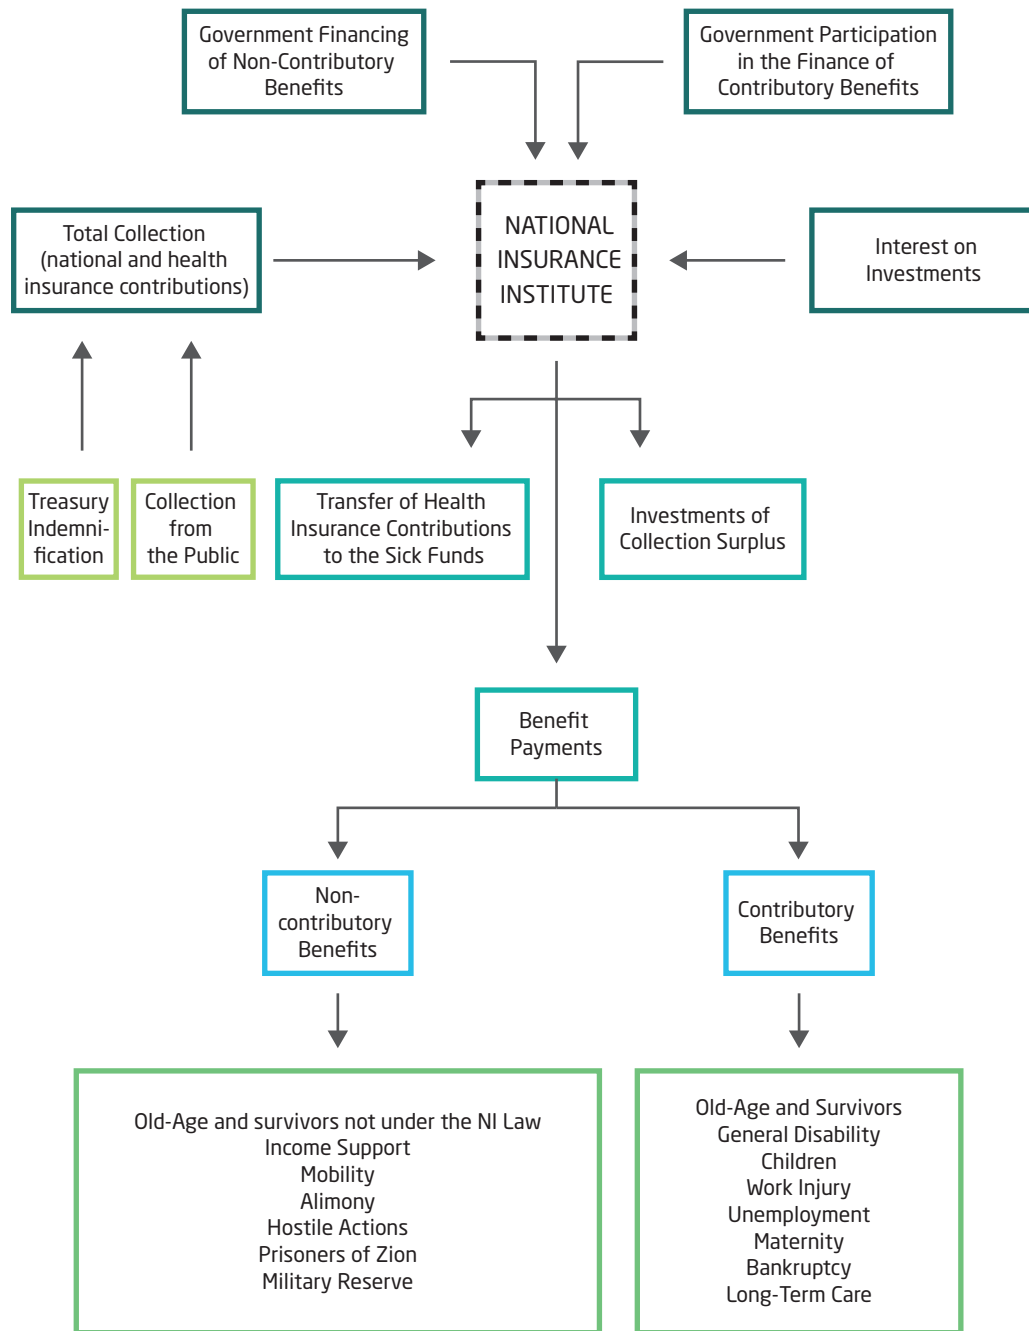 Government Financing
of Non-Contributory
Benefits
Government Participation
in the Finance of
Contributory Benefits
Total Collection
(national and health
insurance contributions)
NATIONAL
INSURANCE
INSTITUTE
Interest on
Investments
Treasury
Indemni-
fication
Collection
from
the Public
Transfer of Health
Insurance Contributions
to the Sick Funds
Investments of
Collection Surplus
Benefit
Payments
Non-
contributory
Benefits
Contributory
Benefits
Old-Age and survivors not under the NI Law
Income Support
Mobility
Alimony
Hostile Actions
Prisoners of Zion
Military Reserve
Old-Age and Survivors
General Disability
Children
Work Injury
Unemployment
Maternity
Bankruptcy
Long-Term Care